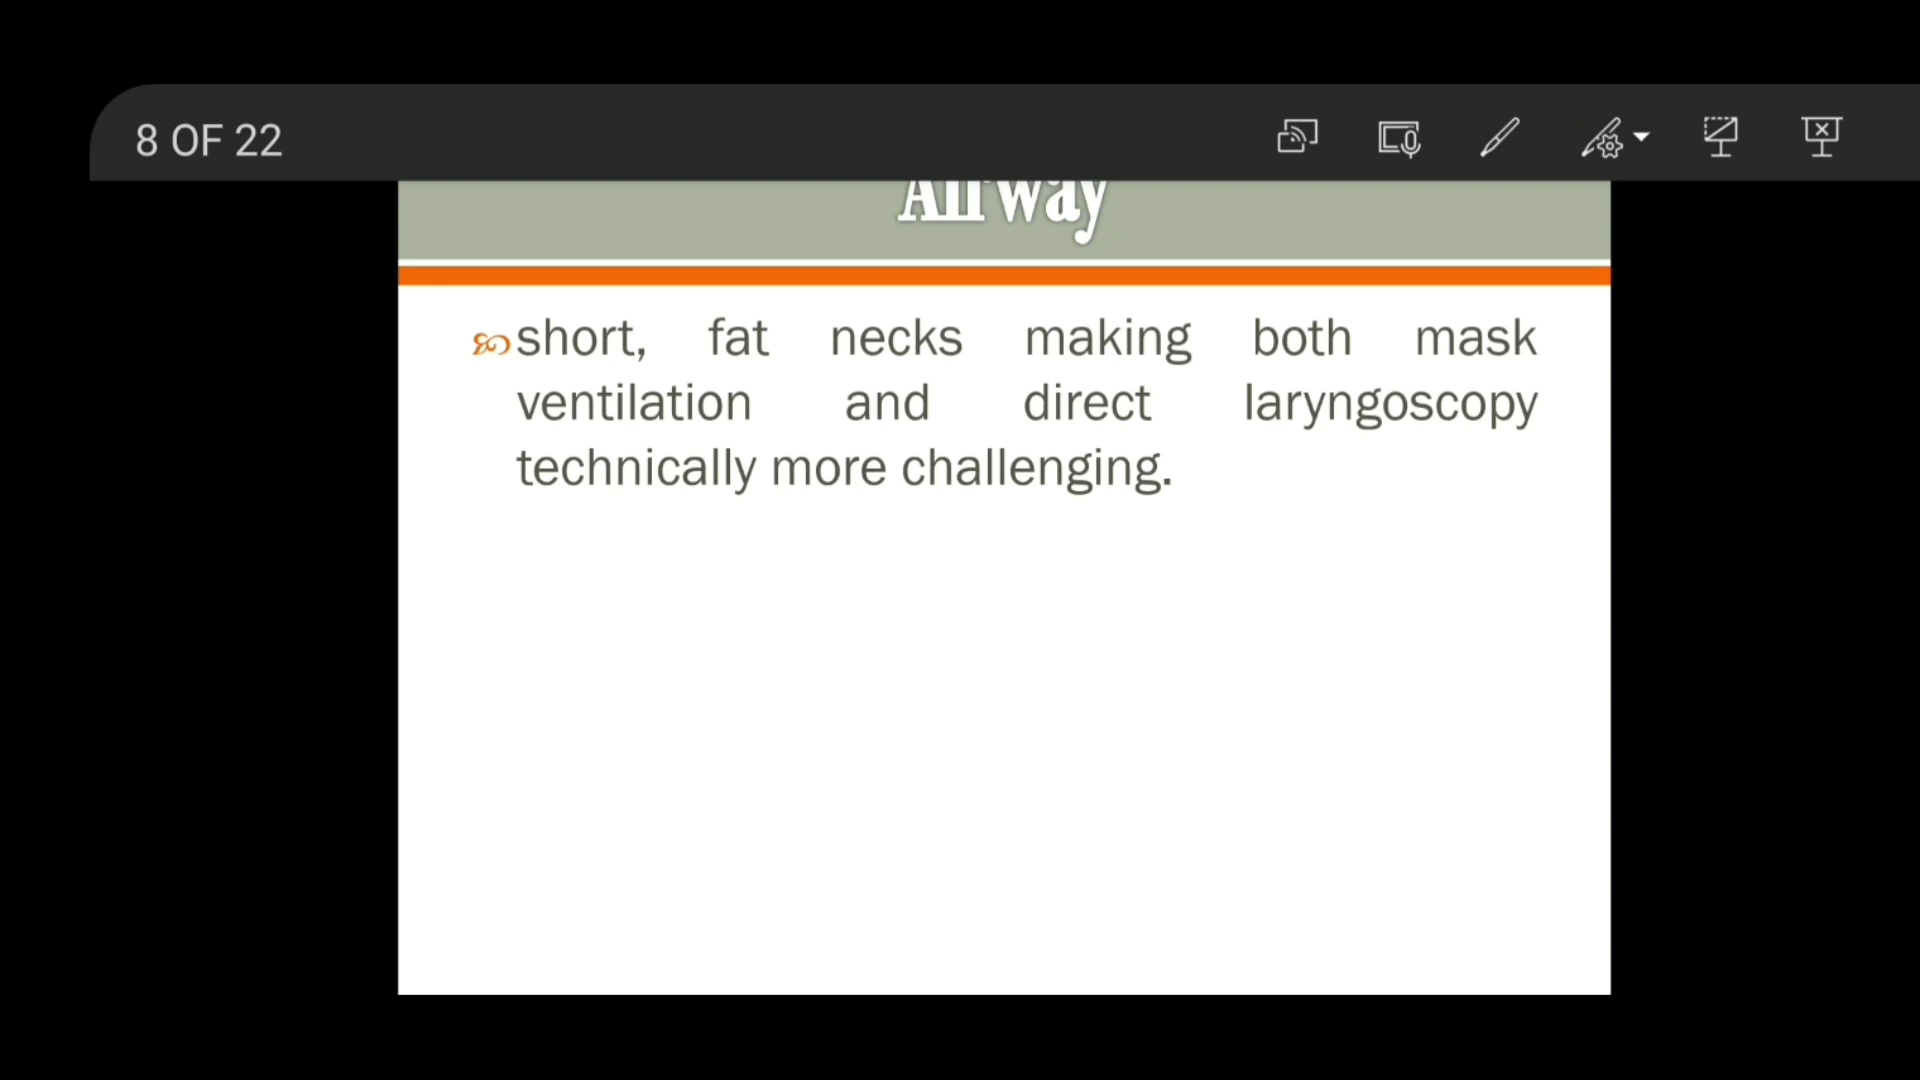 8 OF 22
Airway
short, fat necks making both mask
ventilation and direct laryngoscopy
technically more challenging.